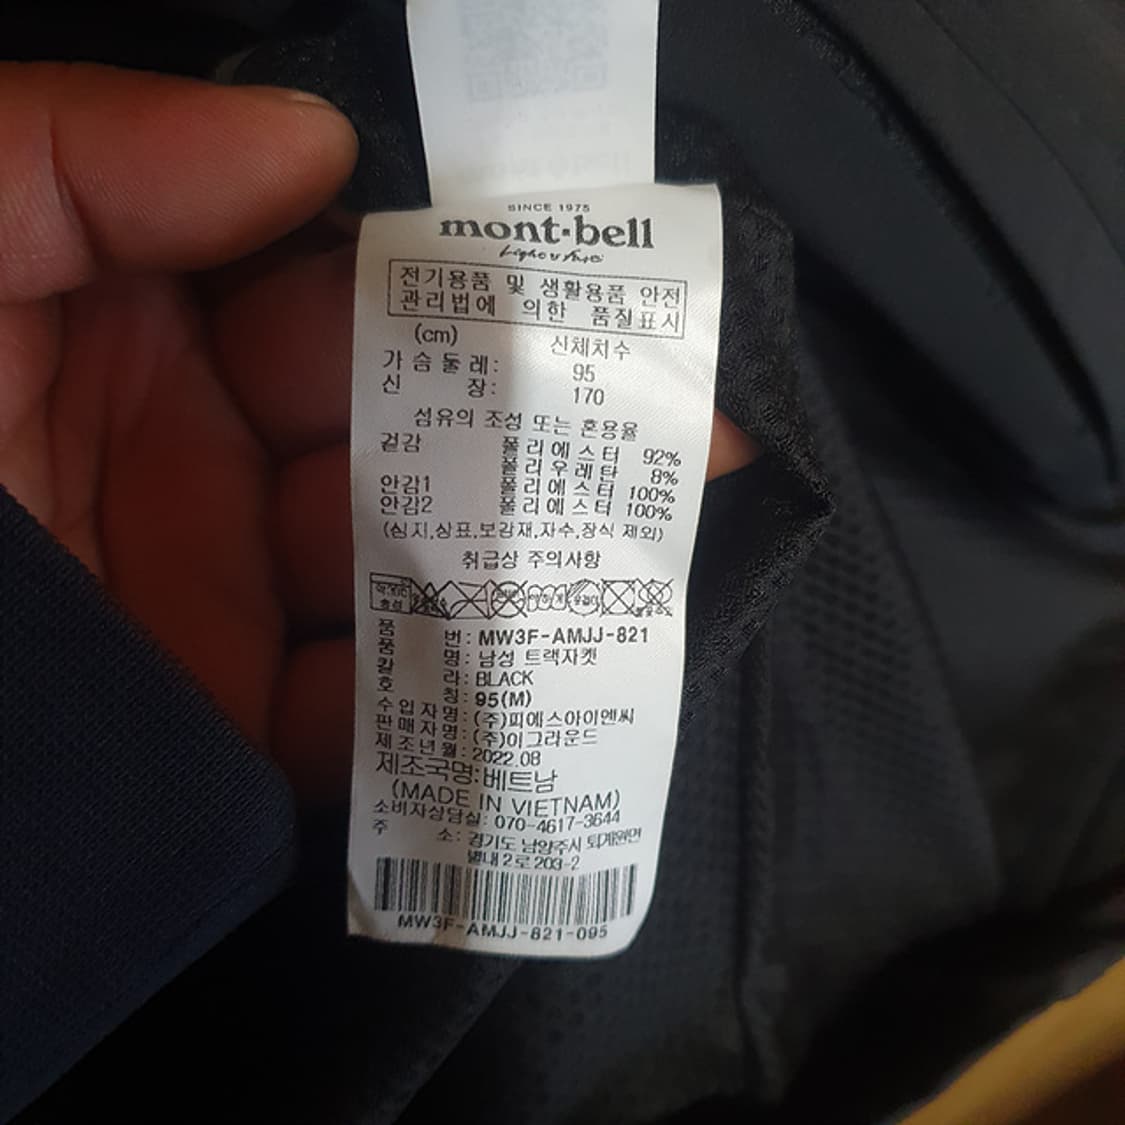 SINCE 1975
mont·bell
전기용품 및 생활용품 안전
관리법에 의한 품질표시
(cm) 신체치수
가슴둘레: 95
신 장: 170
섬유의 조성 또는 혼용율
겉감 폴리에스터 92%
폴리우레탄 8%
안감1 폴리에스터 100%
안감2 폴리에스터 100%
(심지,상표,보강재,자수,장식 제외)
취급상 주의사항
품 번: MW3F-AMJJ-821
품 명: 남성 트랙자켓
칼 라: BLACK
호 칭: 95(M)
수입자명: (주)피에스아이엔씨
판매자명: (주)이그라운드
제조년월: 2022.08
제조국명:베트남
(MADE IN VIETNAM)
소비자상담실: 070-4617-3644
주 소: 경기도 남양주시 퇴계원면
별내2로 203-2
MW3F-AMJJ-821-095